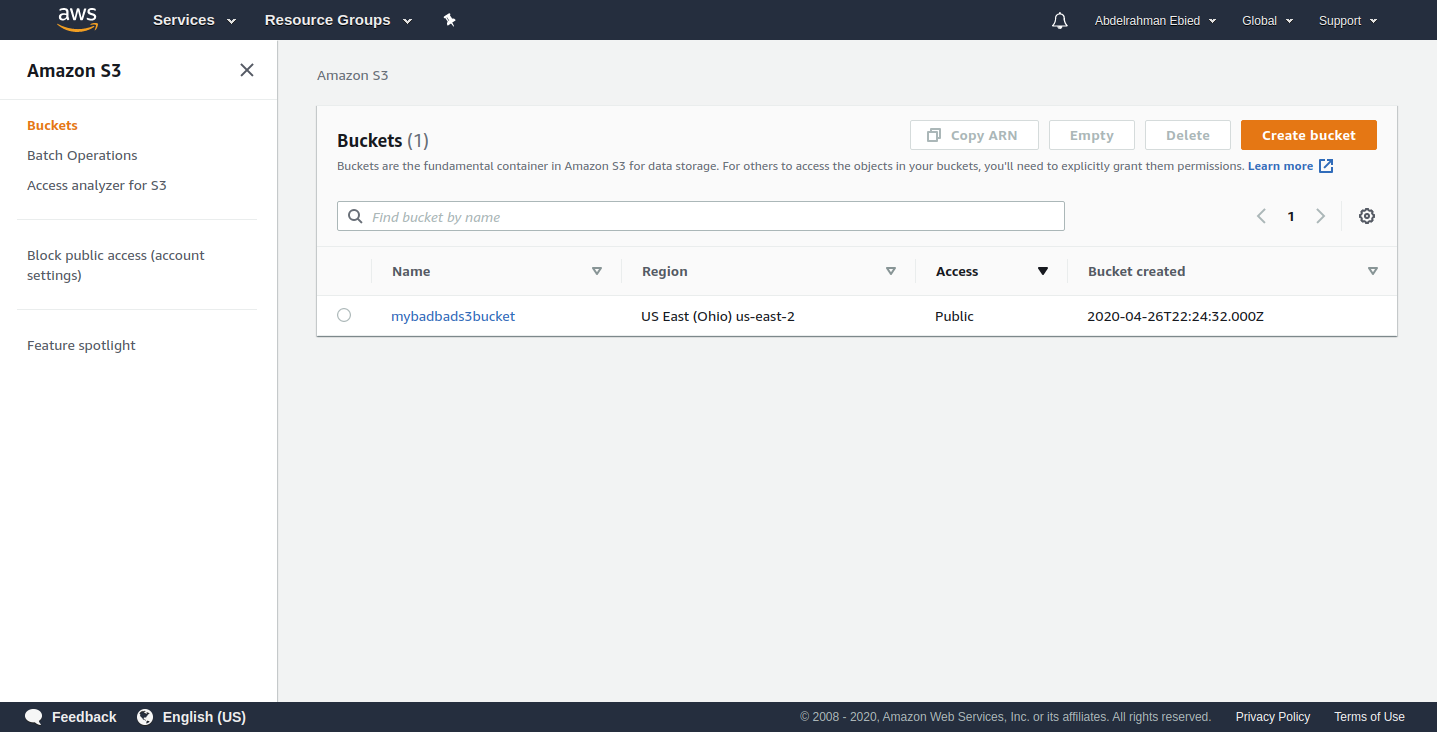 aws Services Resource Groups Abdelrahman Ebied Global Support
Amazon S3
Buckets
Batch Operations
Access analyzer for S3
Block public access (account
settings)
Feature spotlight
Amazon S3
Buckets (1)
Copy ARN Empty Delete Create bucket
Buckets are the fundamental container in Amazon S3 for data storage. For others to access the objects in your buckets, you'll need to explicitly grant them permissions. Learn more
Find bucket by name
1
Name Region Access Bucket created
mybadbads3bucket US East (Ohio) us-east-2 Public 2020-04-26T22:24:32.000Z
Feedback English (US) © 2008 - 2020, Amazon Web Services, Inc. or its affiliates. All rights reserved. Privacy Policy Terms of Use